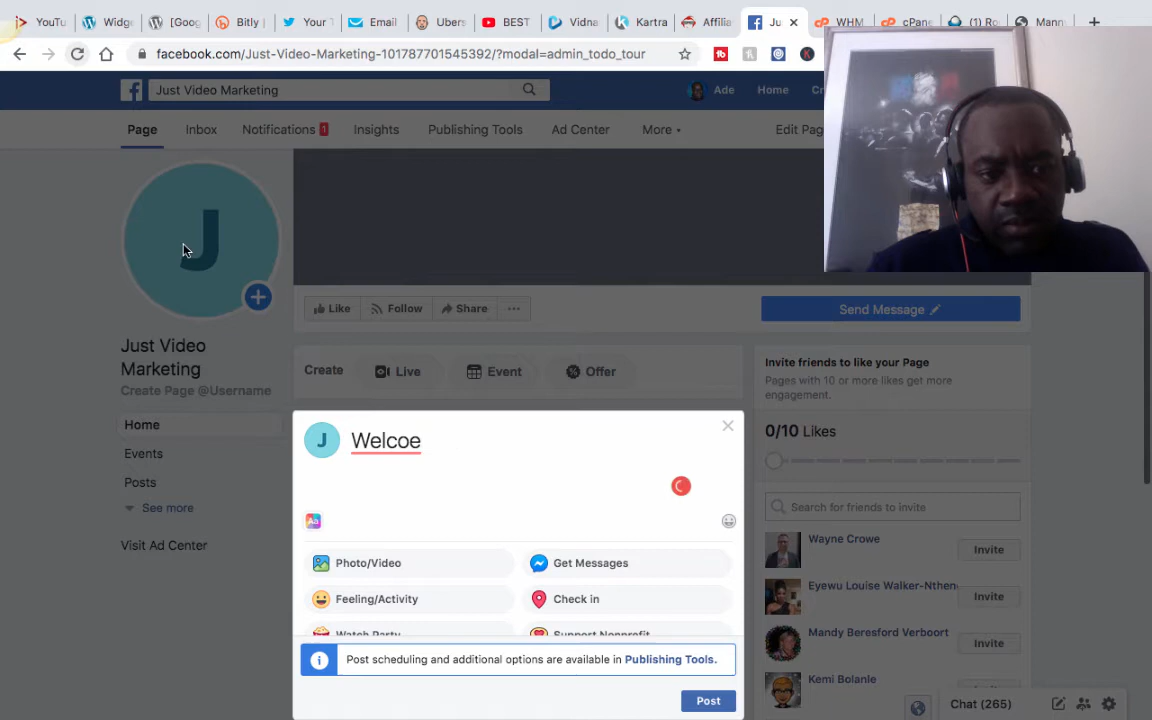 YouTu Widge [Goog Bitly | Your T Email Ubers BEST Vidna Kartra Affilia Ju WHM cPane (1) Ro Manny
facebook.com/Just-Video-Marketing-101787701545392/?modal=admin_todo_tour
Just Video Marketing Ade Home Cr
Page Inbox Notifications 1 Insights Publishing Tools Ad Center More Edit Pag
J
Like Follow Share ... Send Message
Just Video
Marketing
Create Page @Username
Create Live Event Offer
Invite friends to like your Page
Pages with 10 or more likes get more
engagement.
0/10 Likes
Home
Events
Posts
See more
Visit Ad Center
J Welcoe
Aa
Photo/Video Get Messages
Feeling/Activity Check in
Watch Party Support Nonprofit
Post scheduling and additional options are available in Publishing Tools.
Post
Search for friends to invite
Wayne Crowe Invite
Eyewu Louise Walker-Nthen Invite
Mandy Beresford Verboort Invite
Kemi Bolanle
Chat (265)